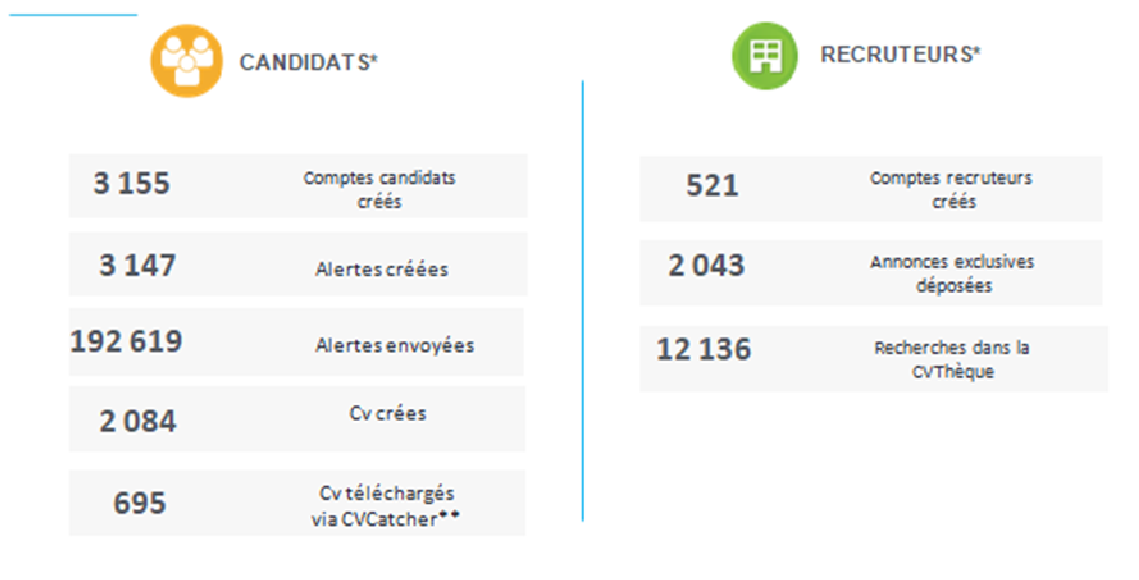 CANDIDATS*
3 155
Comptes candidats
créés
3 147
Alertes créées
192 619
Alertes envoyées
2 084
Cv crées
695
Cv téléchargés
via CVCatcher**
RECRUTEURS*
521
Comptes recruteurs
créés
2 043
Annonces exclusives
déposées
12 136
Recherches dans la
CVThèque